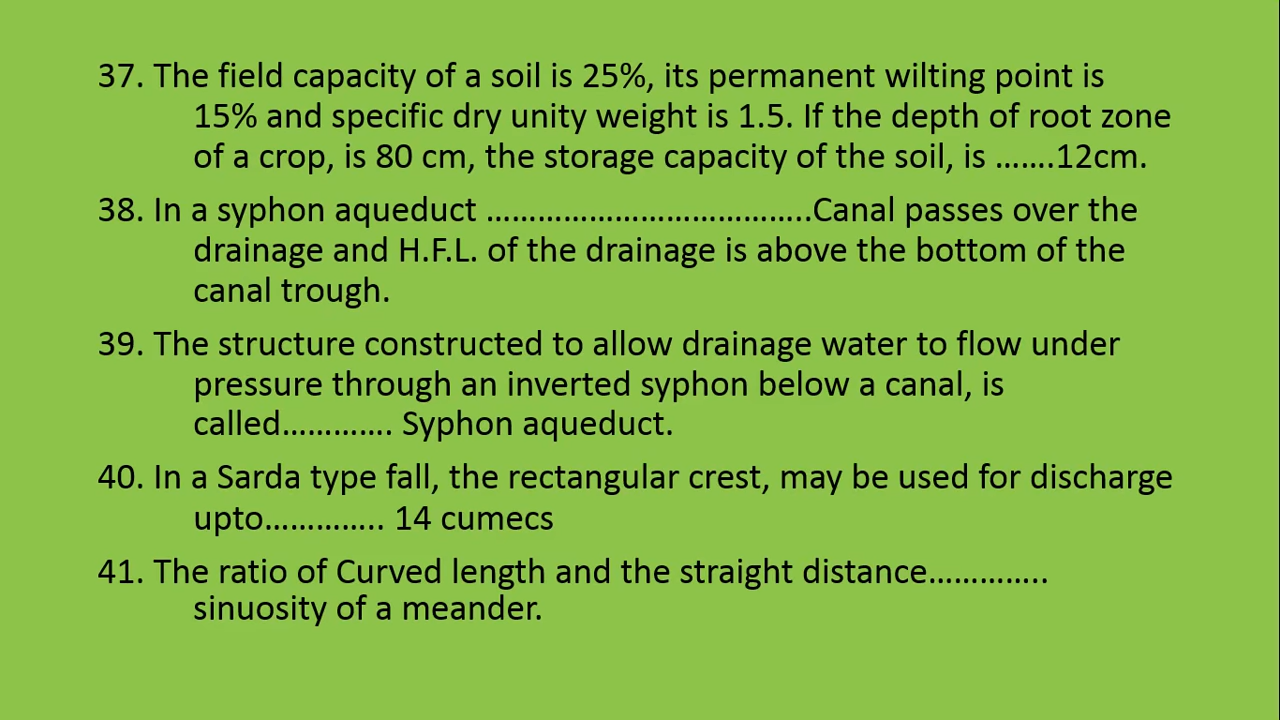 37. The field capacity of a soil is 25%, its permanent wilting point is
15% and specific dry unity weight is 1.5. If the depth of root zone
of a crop, is 80 cm, the storage capacity of the soil, is …….12cm.
38. In a syphon aqueduct ………………………………..Canal passes over the
drainage and H.F.L. of the drainage is above the bottom of the
canal trough.
39. The structure constructed to allow drainage water to flow under
pressure through an inverted syphon below a canal, is
called…………. Syphon aqueduct.
40. In a Sarda type fall, the rectangular crest, may be used for discharge
upto………….. 14 cumecs
41. The ratio of Curved length and the straight distance…………..
sinuosity of a meander.